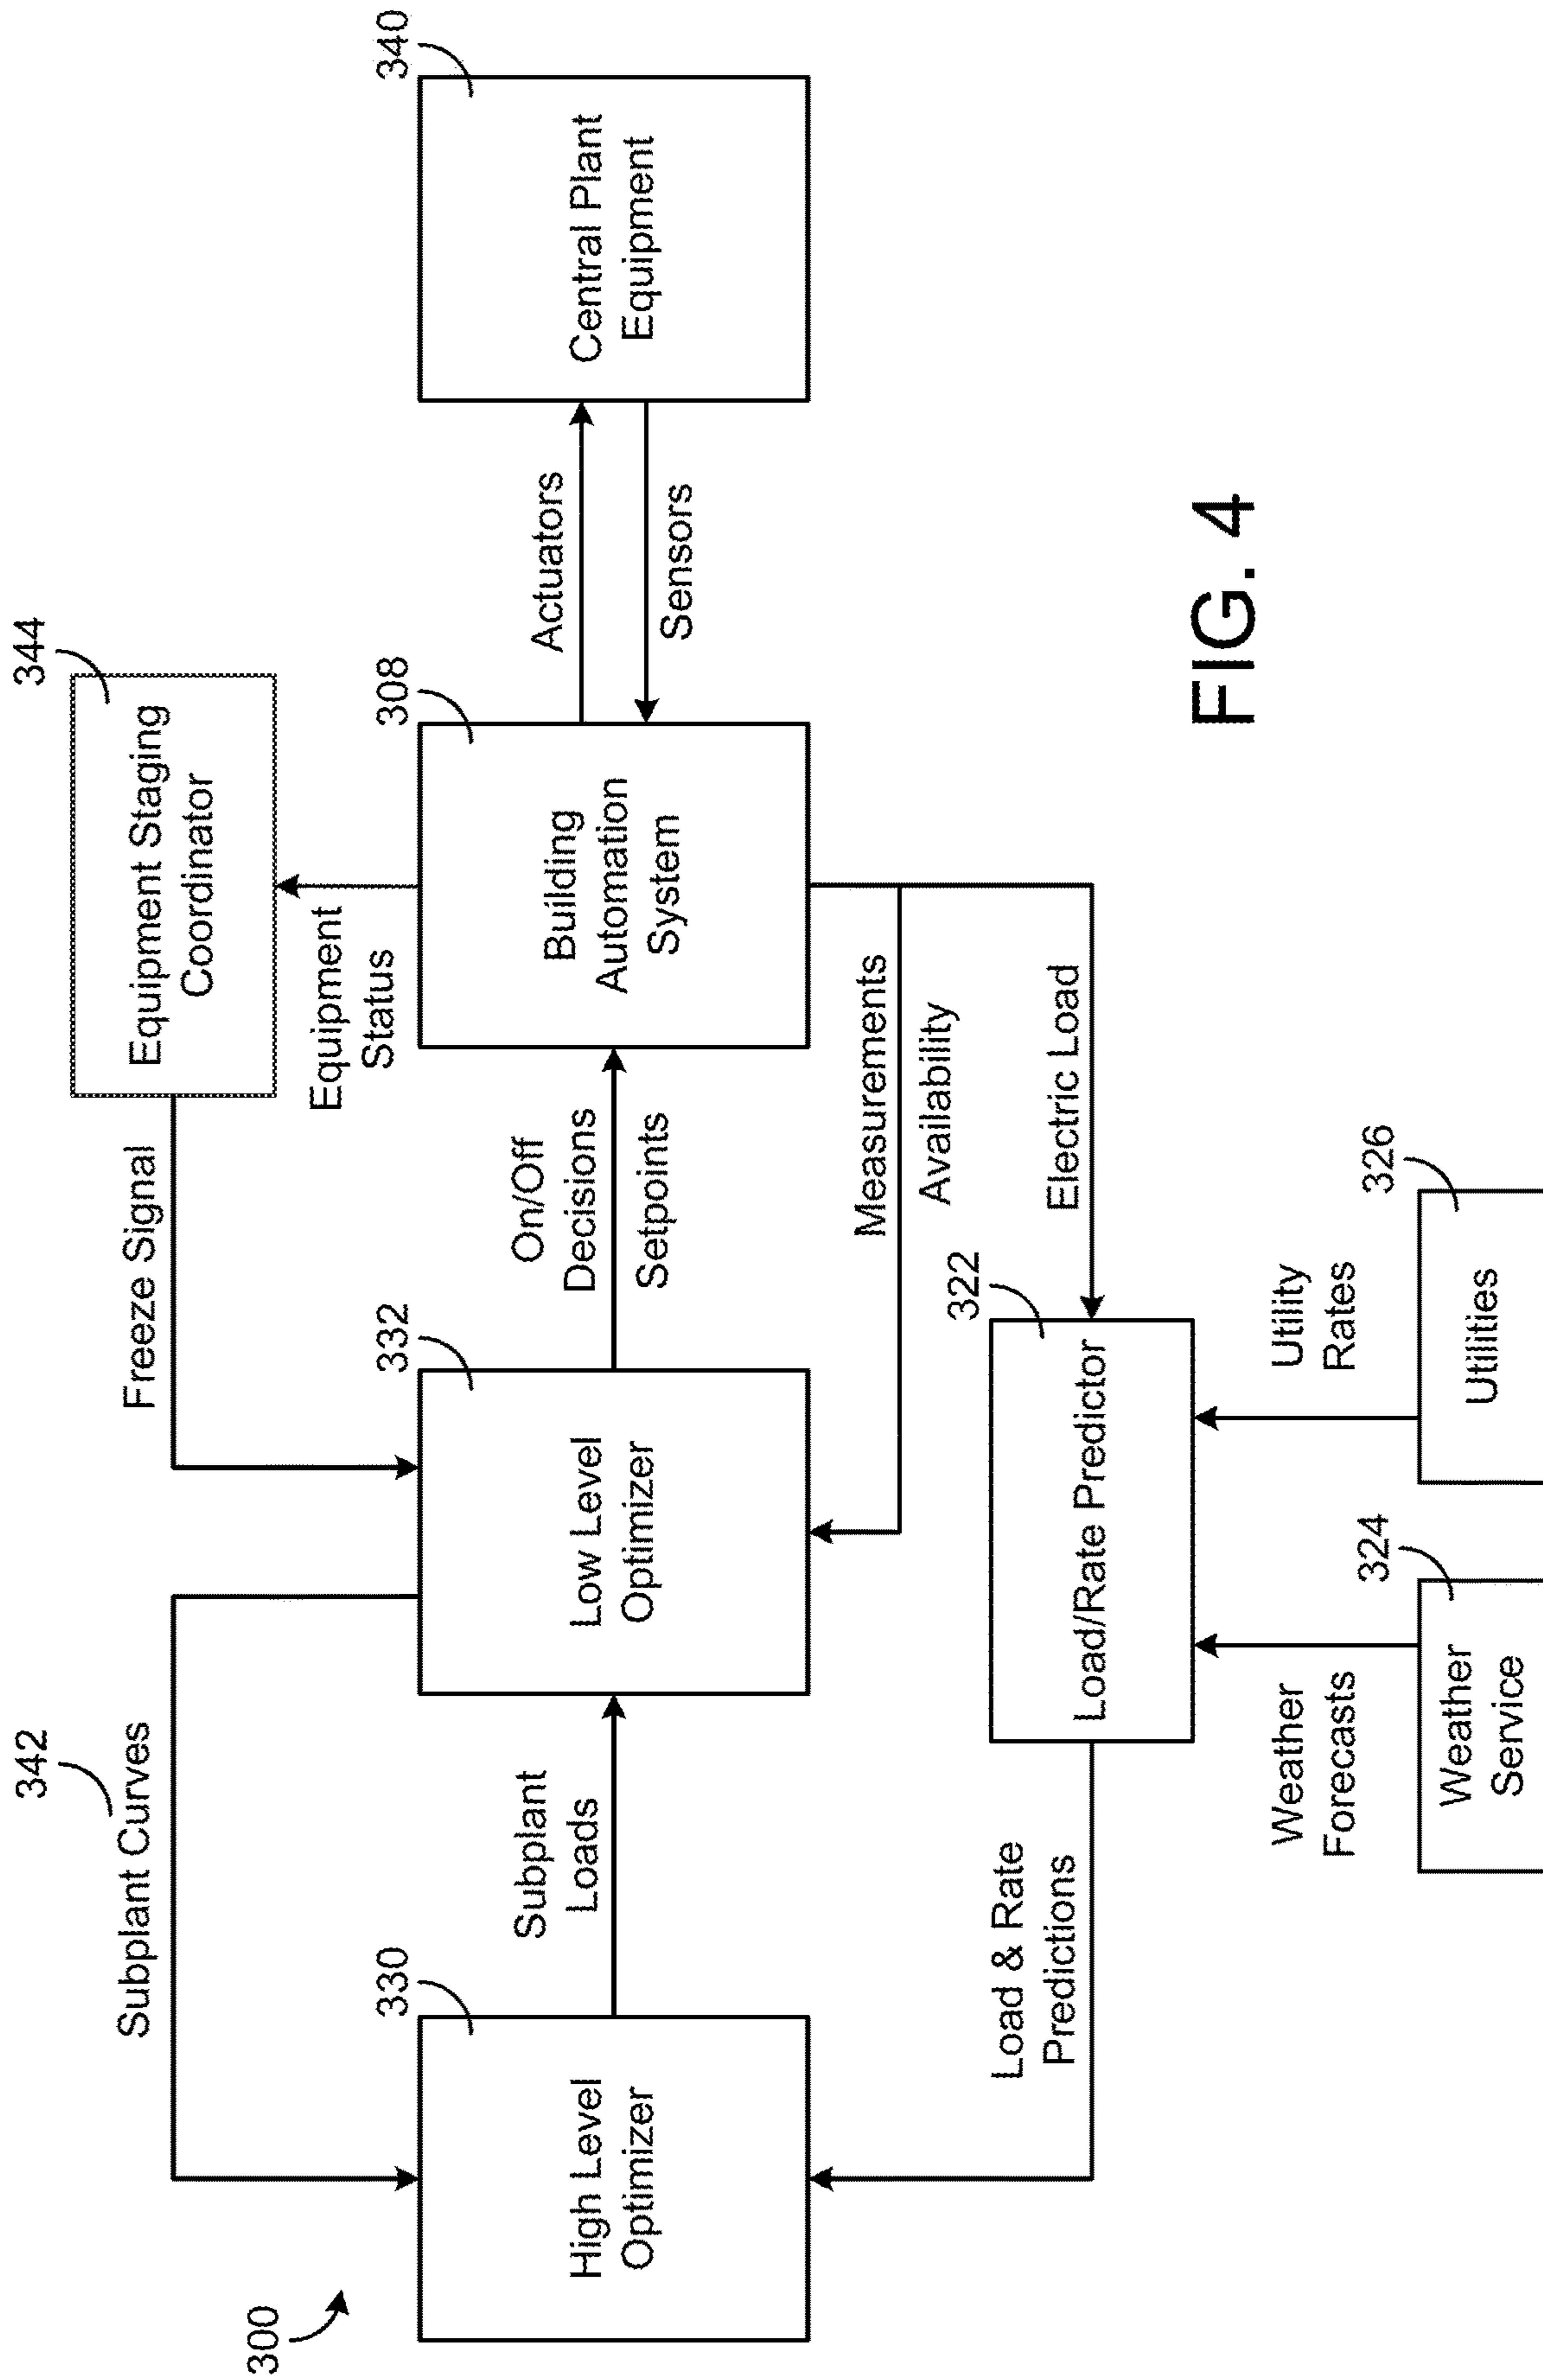 344
Equipment Staging
Coordinator
342
Subplant Curves
Freeze Signal
Equipment
Status
300
330
High Level
Optimizer
Subplant
Loads
332
Low Level
Optimizer
On/Off
Decisions
Setpoints
308
Building
Automation
System
Actuators
Sensors
340
Central Plant
Equipment
Measurements
Availability
Load & Rate
Predictions
322
Load/Rate Predictor
Electric Load
Weather
Forecasts
Utility
Rates
324
Weather
Service
326
Utilities
FIG. 4